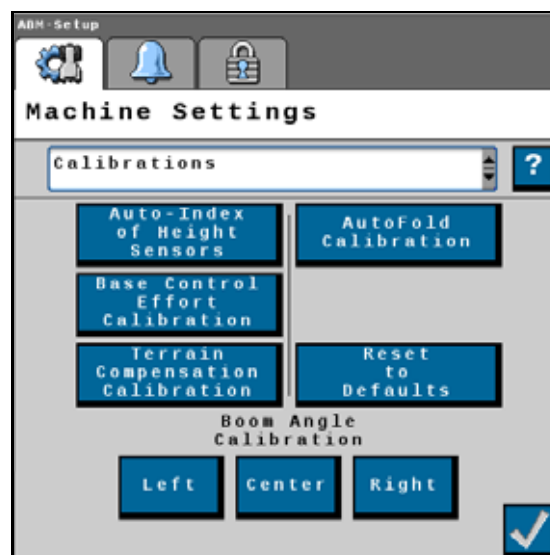 ABM-Setup
Machine Settings
Calibrations
?
Auto-Index
of Height
Sensors
AutoFold
Calibration
Base Control
Effort
Calibration
Terrain
Compensation
Calibration
Reset
to
Defaults
Boom Angle
Calibration
Left
Center
Right